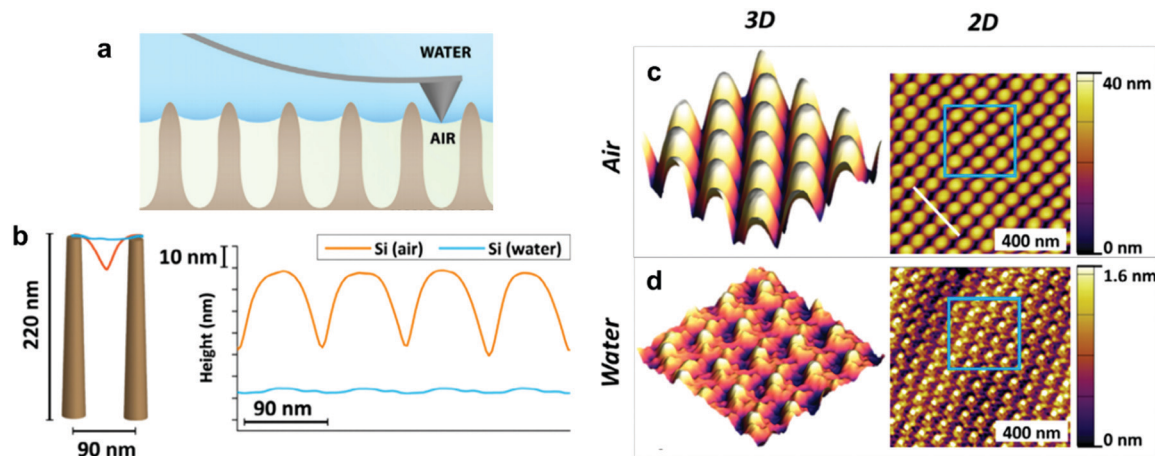 a
WATER
AIR
b
220 nm
90 nm
10 nm
Si (air)
Si (water)
Height (nm)
90 nm
3D
2D
c
Air
40 nm
400 nm
0 nm
d
Water
1.6 nm
400 nm
0 nm